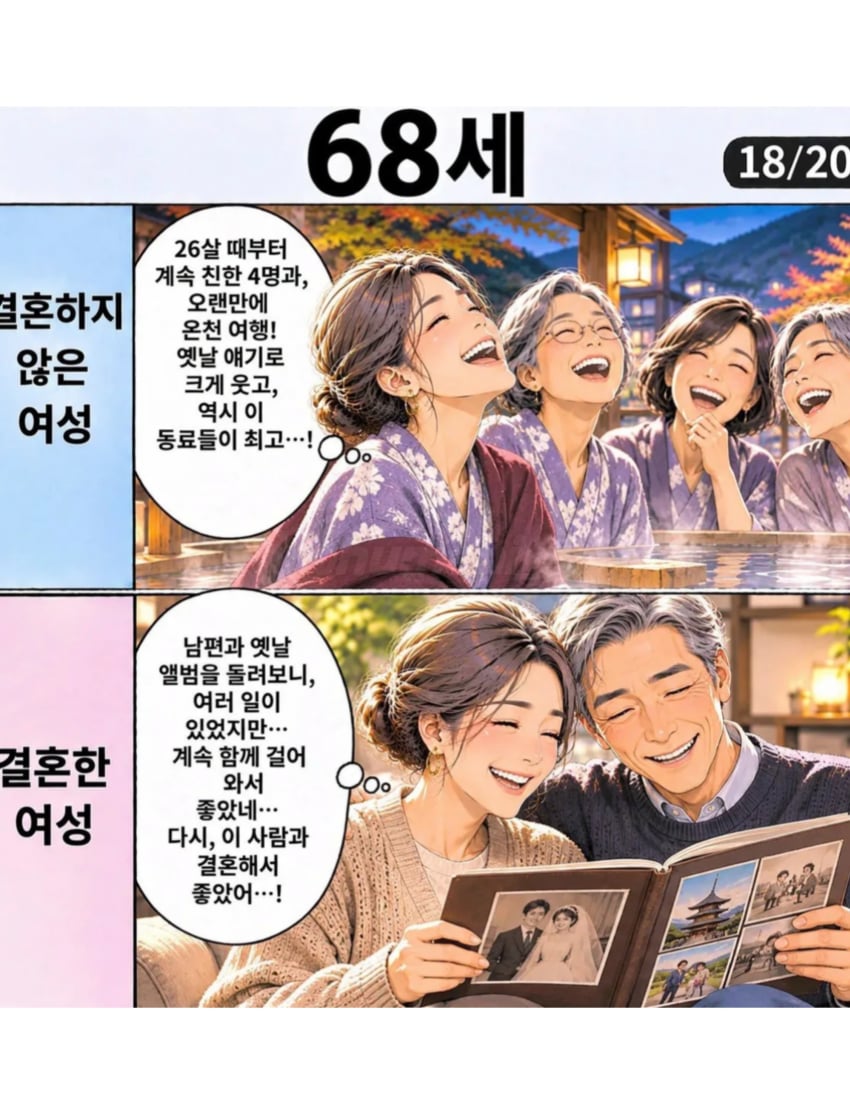 68세
18/20
결혼하지
않은
여성
26살 때부터
계속 친한 4명과,
오랜만에
온천 여행!
옛날 얘기로
크게 웃고,
역시 이
동료들이 최고…!
결혼한
여성
남편과 옛날
앨범을 돌려보니,
여러 일이
있었지만…
계속 함께 걸어
와서
좋았네…
다시, 이 사람과
결혼해서
좋았어…!